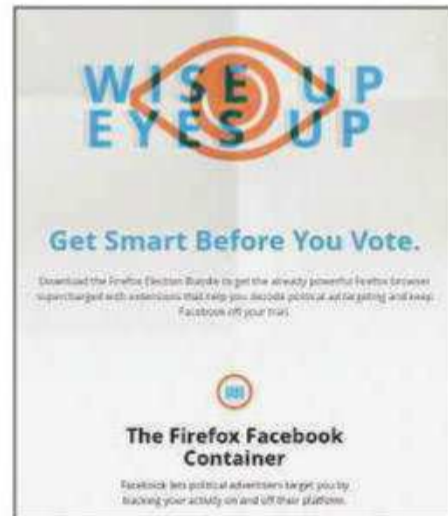 WISE UP
EYES UP
Get Smart Before You Vote.
Download the Firefox Election Bundle to get the already powerful Firefox browser
supercharged with extensions that help you decode political ad targeting and keep
Facebook off your trail.
The Firefox Facebook
Container
Facebook lets political advertisers target you by
tracking your activity on and off their platform.